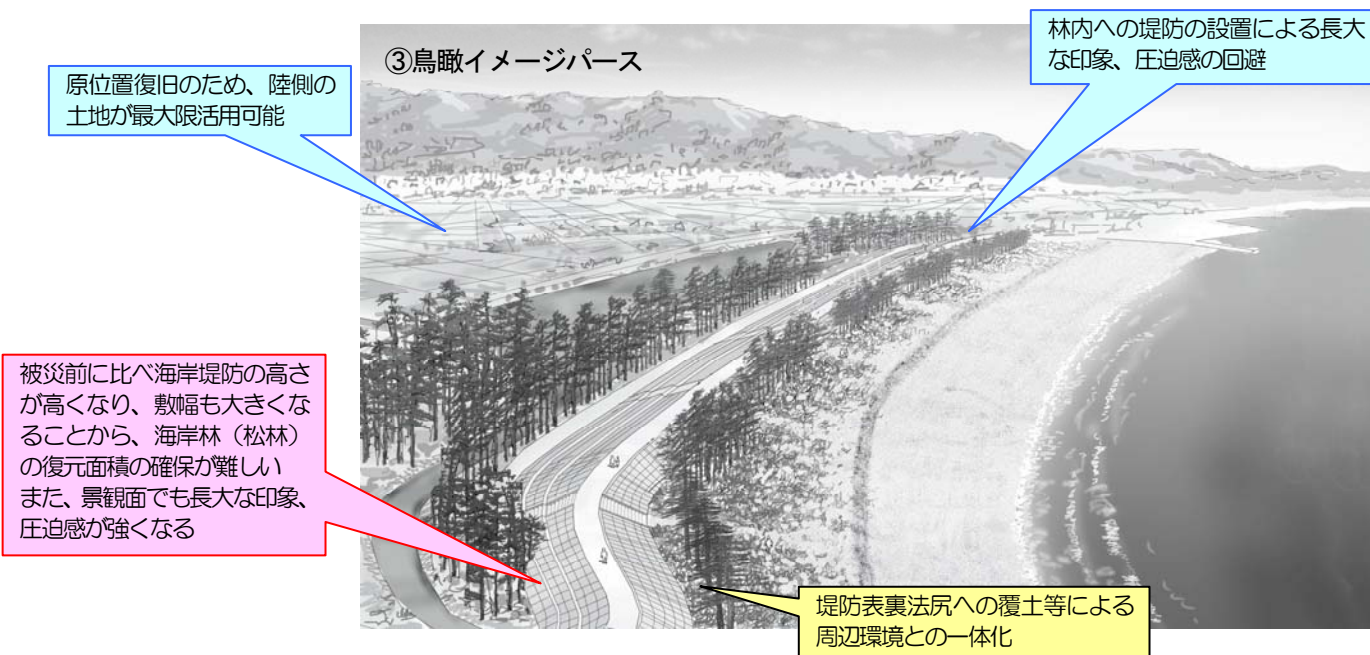 林内への堤防の設置による長大
な印象、圧迫感の回避
③鳥瞰イメージパース
原位置復旧のため、陸側の
土地が最大限活用可能
被災前に比べ海岸堤防の高さ
が高くなり、敷幅も大きくな
ることから、海岸林（松林）
の復元面積の確保が難しい
また、景観面でも長大な印象、
圧迫感が強くなる
堤防表裏法尻への覆土等による
周辺環境との一体化